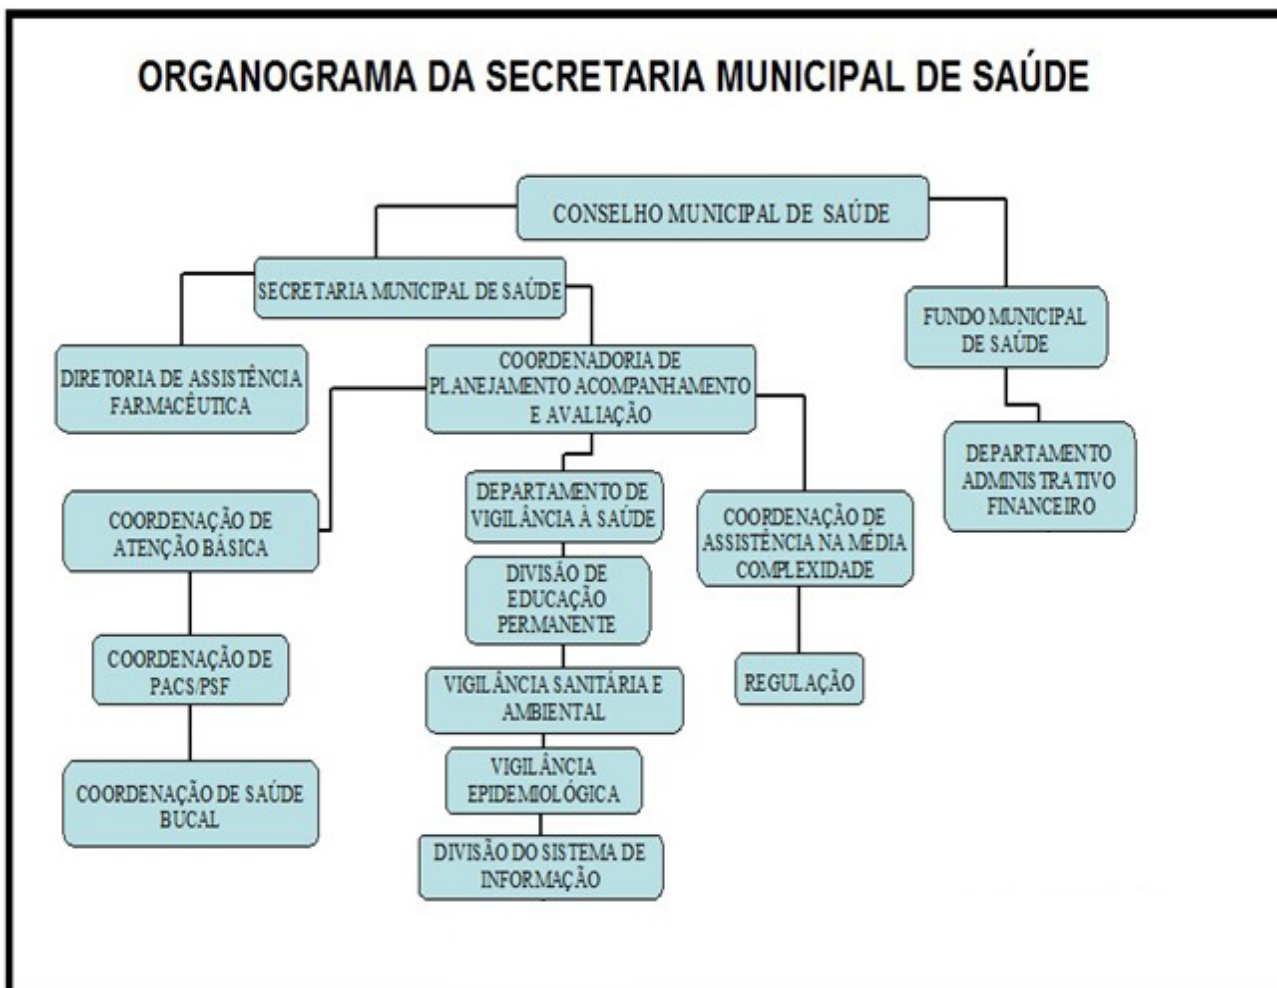 ORGANOGRAMA DA SECRETARIA MUNICIPAL DE SAÚDE
CONSELHO MUNICIPAL DE SAÚDE
SECRETARIA MUNICIPAL DE SAÚDE
FUNDO MUNICIPAL
DE SAÚDE
DIRETORIA DE ASSISTÊNCIA
FARMACÊUTICA
COORDENADORIA DE
PLANEJAMENTO ACOMPANHAMENTO
E AVALIAÇÃO
DEPARTAMENTO
ADMINISTRATIVO
FINANCEIRO
COORDENAÇÃO DE
ATENÇÃO BÁSICA
DEPARTAMENTO DE
VIGILÂNCIA À SAÚDE
COORDENAÇÃO DE
ASSISTÊNCIA NA MÉDIA
COMPLEXIDADE
DIVISÃO DE
EDUCAÇÃO
PERMANENTE
COORDENAÇÃO DE
PACS/PSF
VIGILÂNCIA SANITÁRIA E
AMBIENTAL
REGULAÇÃO
VIGILÂNCIA
EPIDEMIOLÓGICA
COORDENAÇÃO DE SAÚDE
BUCAL
DIVISÃO DO SISTEMA DE
INFORMAÇÃO